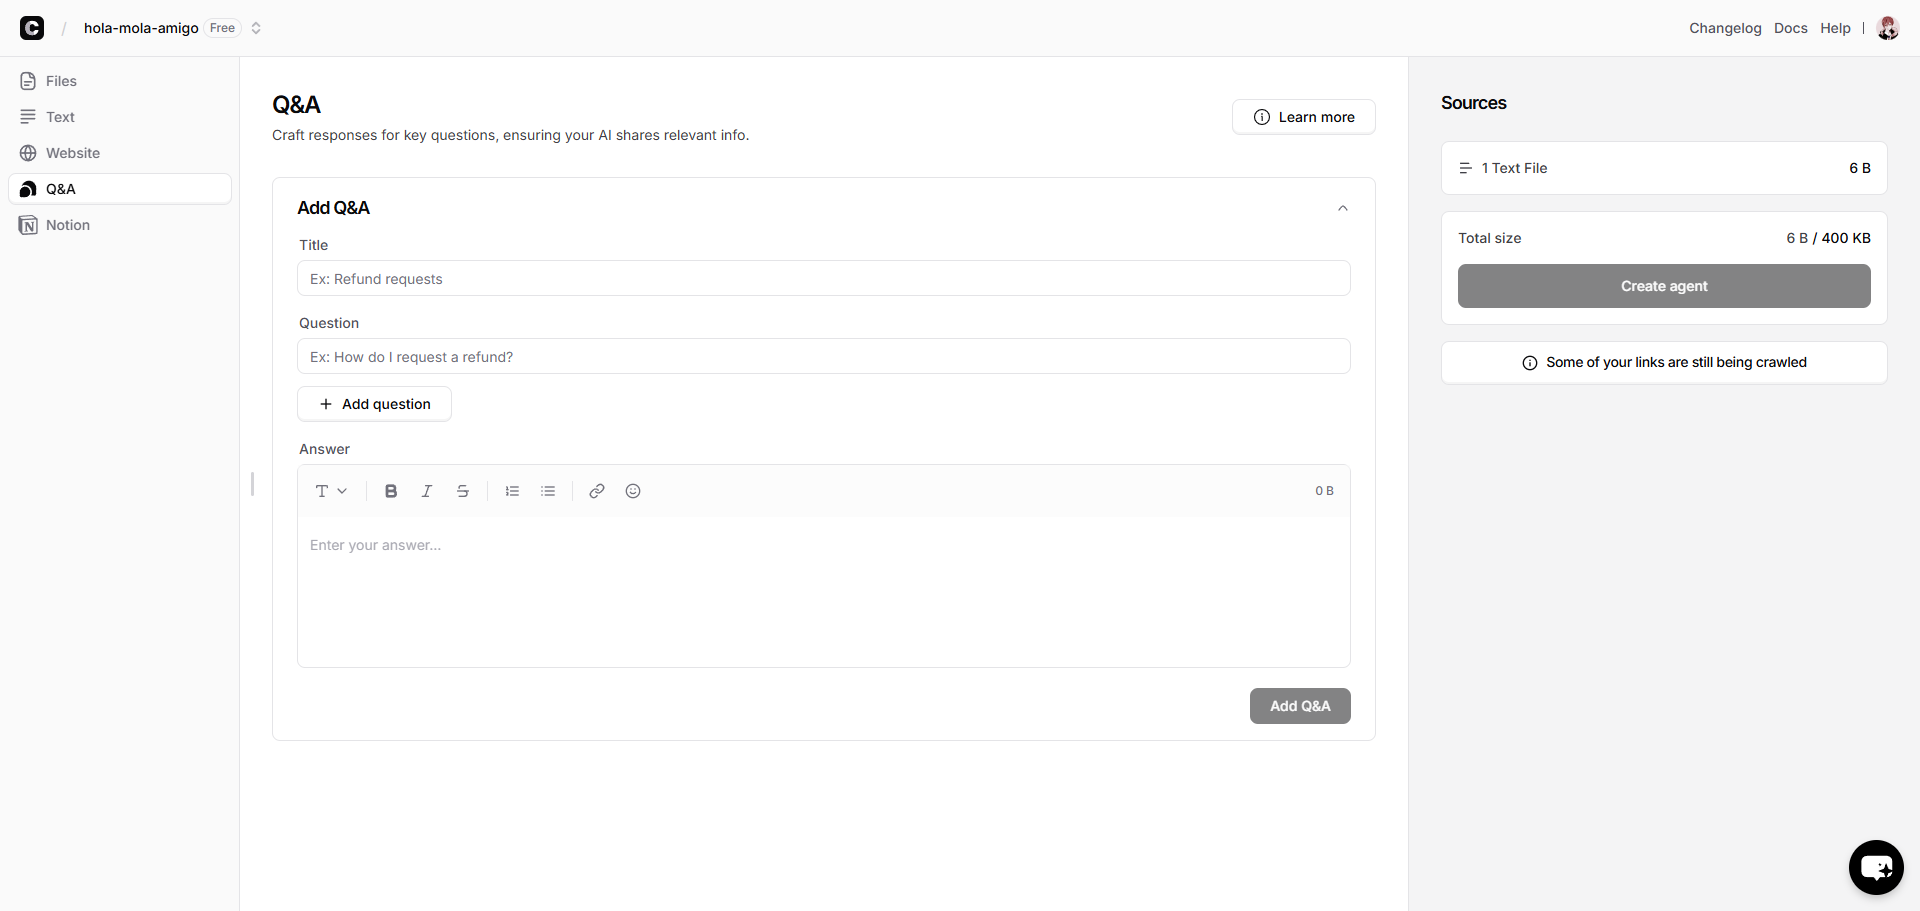 C / hola-mola-amigo Free
Changelog Docs Help
Files
Text
Website
Q&A
Notion
Q&A
Craft responses for key questions, ensuring your AI shares relevant info.
Learn more
Add Q&A
Title
Ex: Refund requests
Question
Ex: How do I request a refund?
+ Add question
Answer
T B I S 0 B
Enter your answer...
Add Q&A
Sources
1 Text File 6 B
Total size 6 B / 400 KB
Create agent
Some of your links are still being crawled